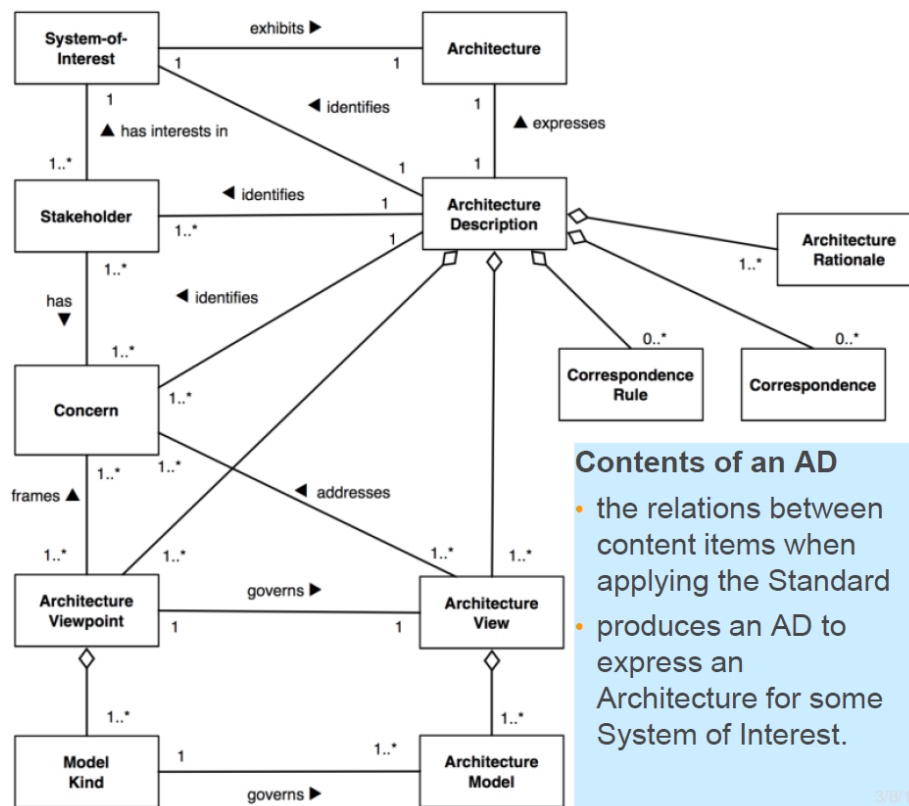 System-of-
Interest
exhibits ▶
Architecture
1
1
1
◀ identifies
1
▲ has interests in
▲ expresses
1..*
1
1
Stakeholder
◀ identifies
1
Architecture
Description
1..*
1..*
1
Architecture
Rationale
1..*
has
▼
◀ identifies
1..*
0..*
0..*
1..*
Concern
Correspondence
Rule
Correspondence
1..*
1..*
1..*
frames ▲
◀ addresses
1..*
1..*
1..*
1..*
Architecture
Viewpoint
governs ▶
Architecture
View
1
1
1..*
1..*
Model
Kind
1
1..*
Architecture
Model
governs ▶
Contents of an AD
• the relations between
content items when
applying the Standard
• produces an AD to
express an
Architecture for some
System of Interest.